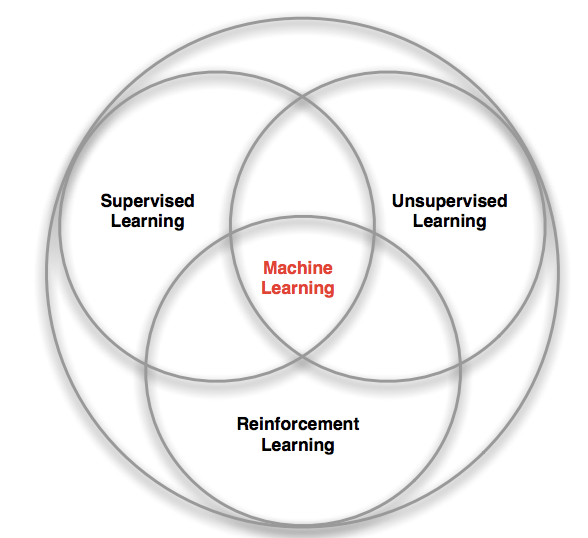 Supervised
Learning
Unsupervised
Learning
Machine
Learning
Reinforcement
Learning